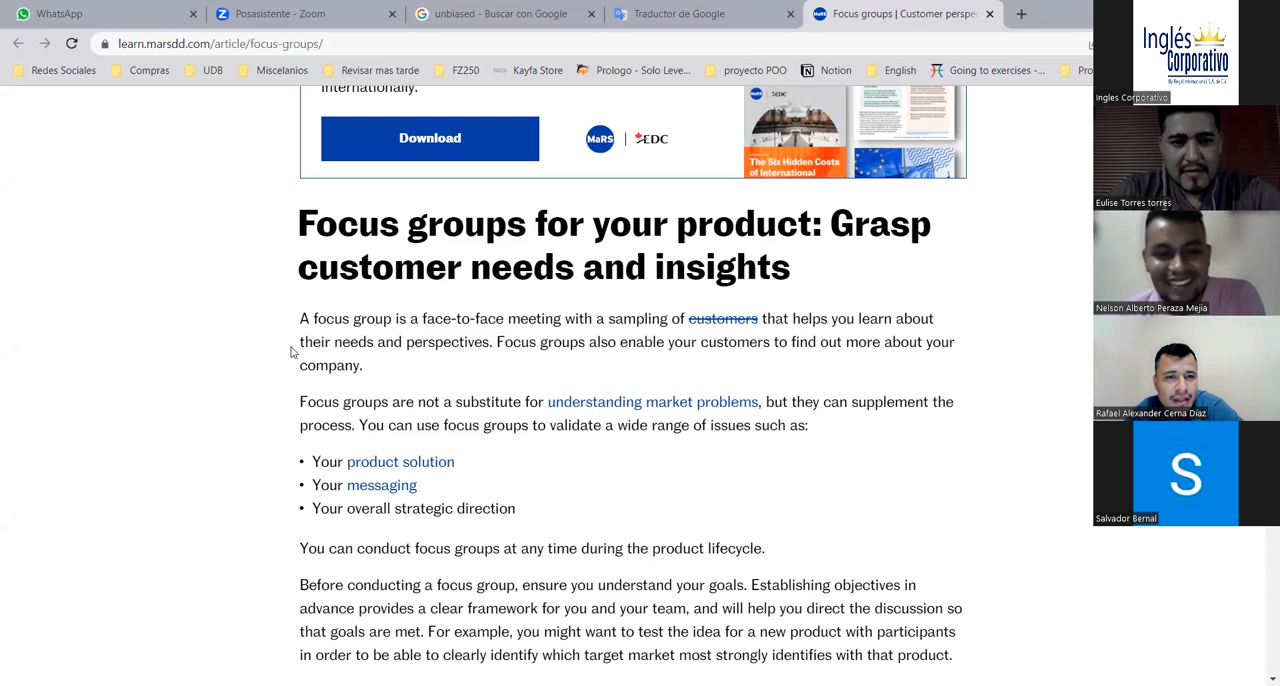 WhatsApp
Posasistente - Zoom
unbiased - Buscar con Google
Traductor de Google
Focus groups | Customer perspe
learn.marsdd.com/article/focus-groups/
Redes Sociales
Compras
UDB
Miscelanios
Revisar mas tarde
FZ250
Kayfa Store
Prologo - Solo Leve...
proyecto POO
Notion
English
Going to exercises -...
Pro
internationally.
Download
MaRS | EDC
MaRS EDC
The Six Hidden Costs
of International
Focus groups for your product: Grasp
customer needs and insights
A focus group is a face-to-face meeting with a sampling of customers that helps you learn about
their needs and perspectives. Focus groups also enable your customers to find out more about your
company.
Focus groups are not a substitute for understanding market problems, but they can supplement the
process. You can use focus groups to validate a wide range of issues such as:
• Your product solution
• Your messaging
• Your overall strategic direction
You can conduct focus groups at any time during the product lifecycle.
Before conducting a focus group, ensure you understand your goals. Establishing objectives in
advance provides a clear framework for you and your team, and will help you direct the discussion so
that goals are met. For example, you might want to test the idea for a new product with participants
in order to be able to clearly identify which target market most strongly identifies with that product.
Inglés
Corporativo
Ingles Corporativo
Eulise Torres torres
Nelson Alberto Peraza Mejia
Rafael Alexander Cerna Díaz
S
Salvador Bernal